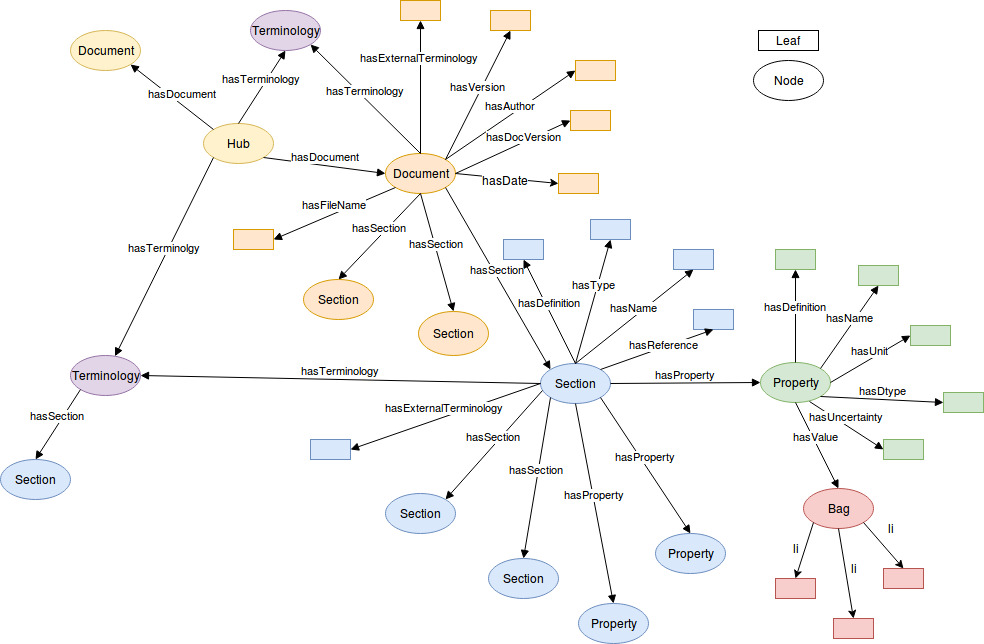 Leaf
Terminology
Document
hasExternalTerminology
Node
hasTerminology
hasVersion
hasDocument
hasTerminology
hasAuthor
hasDocVersion
Hub
hasDocument
Document
hasDate
hasFileName
hasSection
hasSection
hasTerminolgy
hasSection
hasType
Section
hasDefinition
hasName
hasDefinition
hasName
Section
hasReference
hasUnit
Terminology
hasTerminology
Section
hasProperty
Property
hasDtype
hasSection
hasExternalTerminology
hasUncertainty
hasSection
hasValue
hasProperty
Section
hasSection
hasProperty
Bag
Section
li
li
Property
li
Section
Property